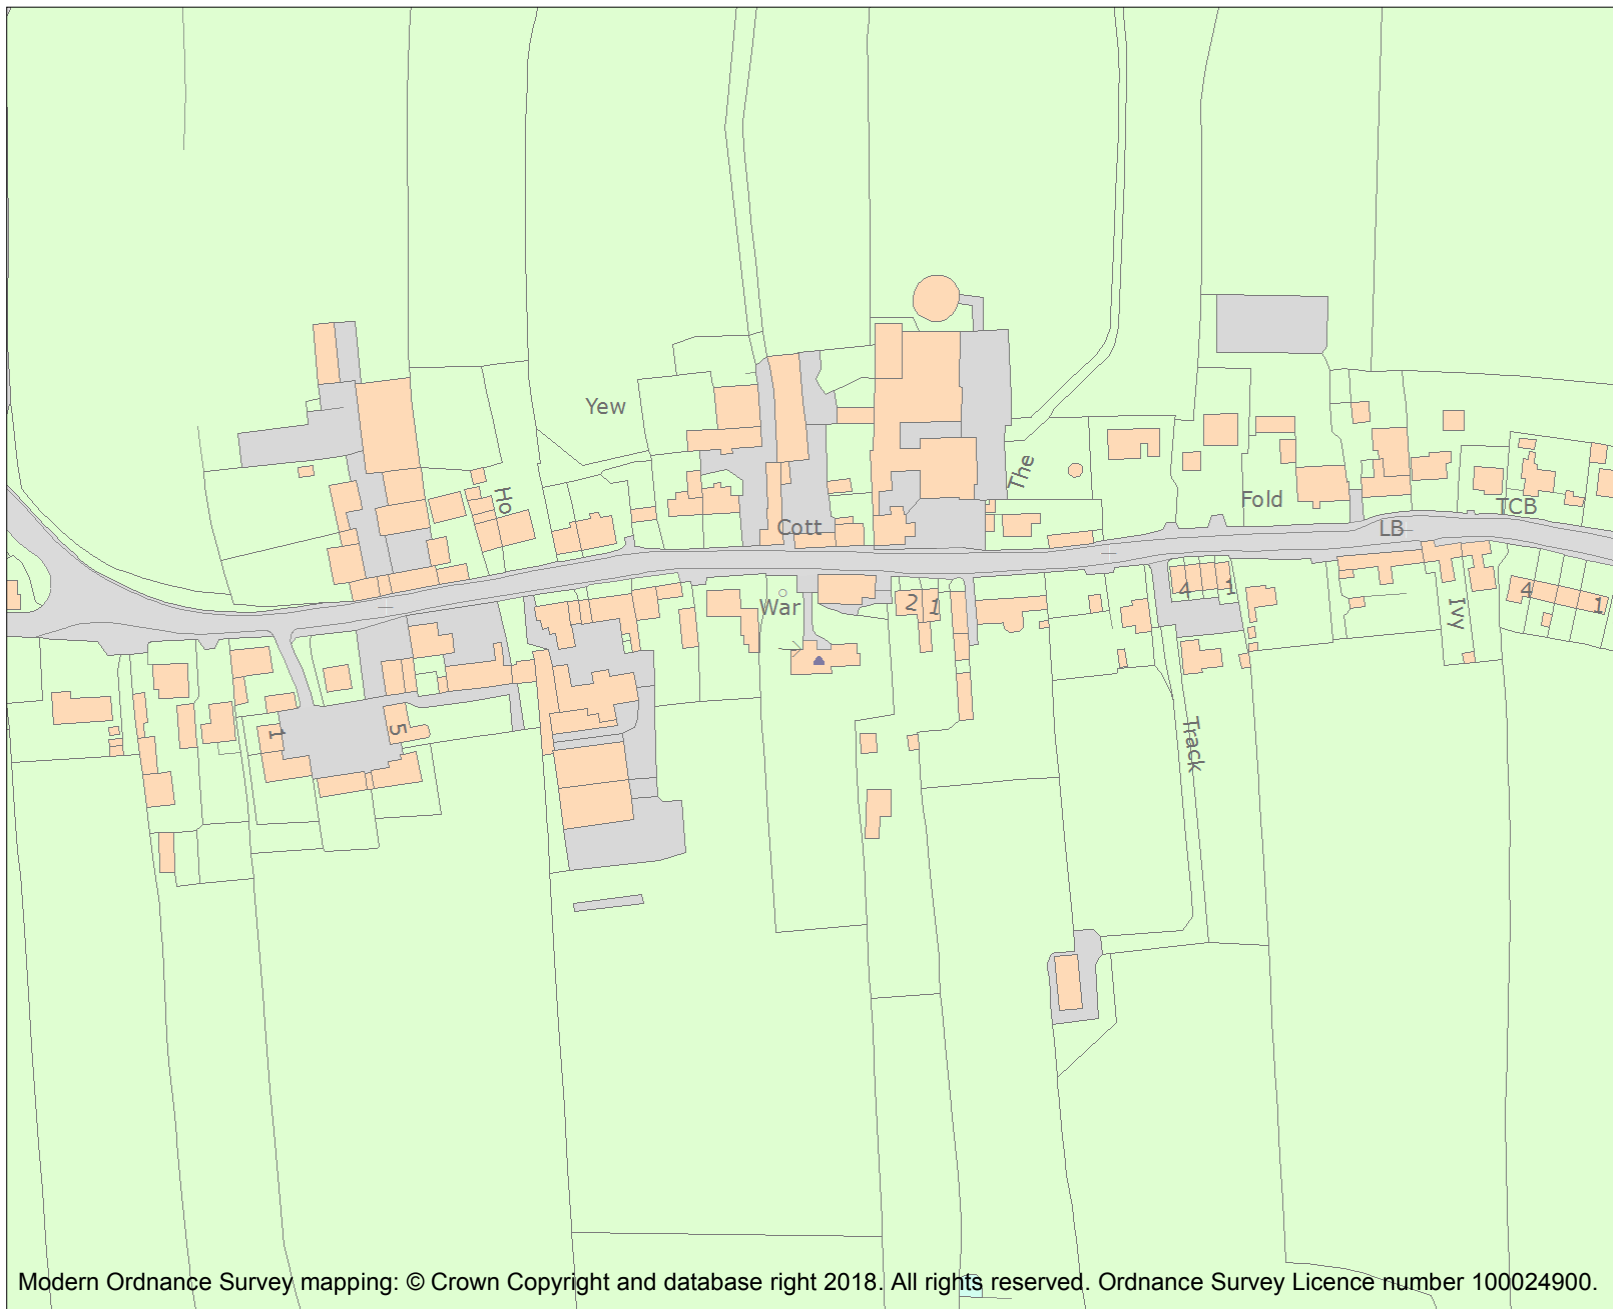 Yew
The
Ho
Fold
TCB
Cott
LB
War
2
1
4
1
Ivy
4
1
1
5
Track
Modern Ordnance Survey mapping: © Crown Copyright and database right 2018. All rights reserved. Ordnance Survey Licence number 100024900.